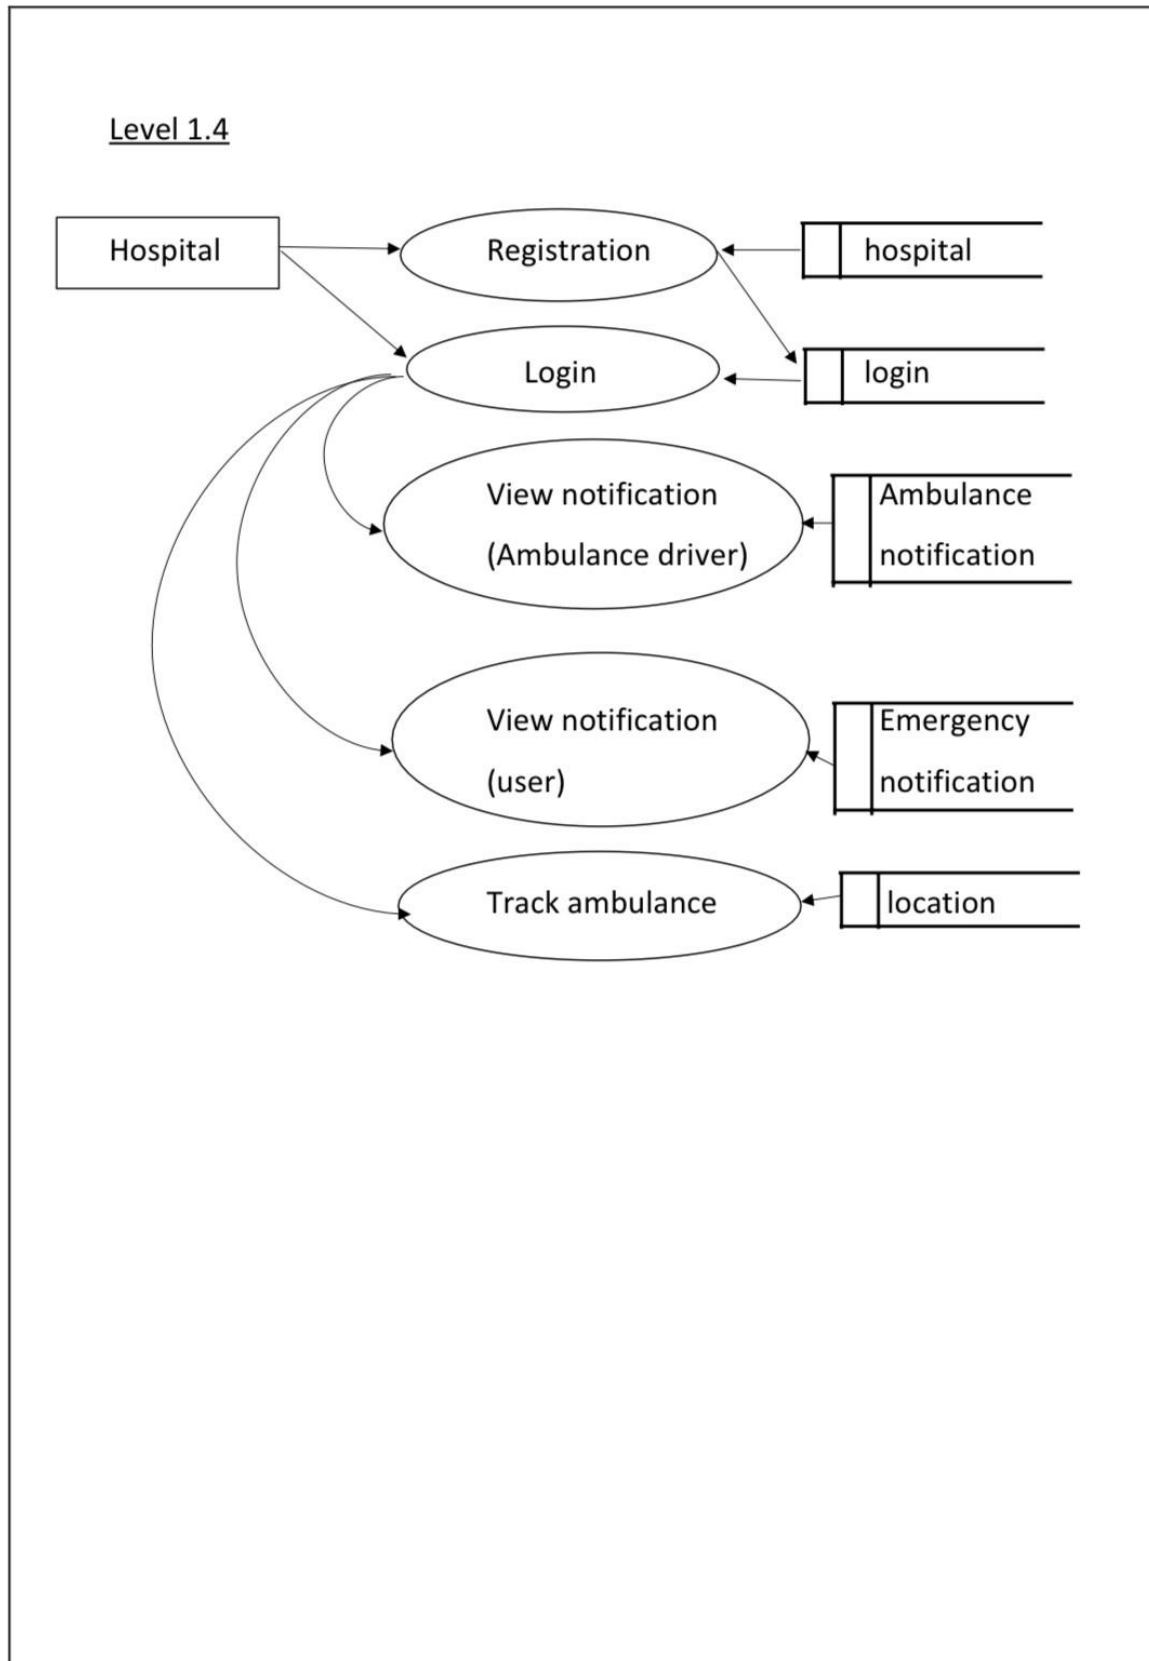 Level 1.4
Hospital
Registration
hospital
Login
login
View notification
(Ambulance driver)
Ambulance
notification
View notification
(user)
Emergency
notification
Track ambulance
location